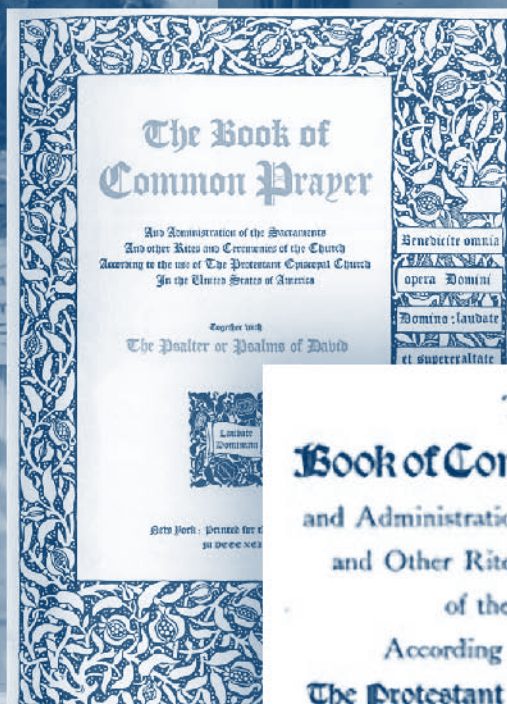 The Book of
Common Prayer
And Administration of the Sacraments
And other Rites and Ceremonies of the Church
According to the use of The Protestant Episcopal Church
In the United States of America
Together with
The Psalter or Psalms of David
Laudate
Dominum
New York : Printed for
Benedicite omnia
opera Domini
Domino : laudate
et superexaltate
Book of Co
and Administrati
and Other Rit
of the
According
The Protestant